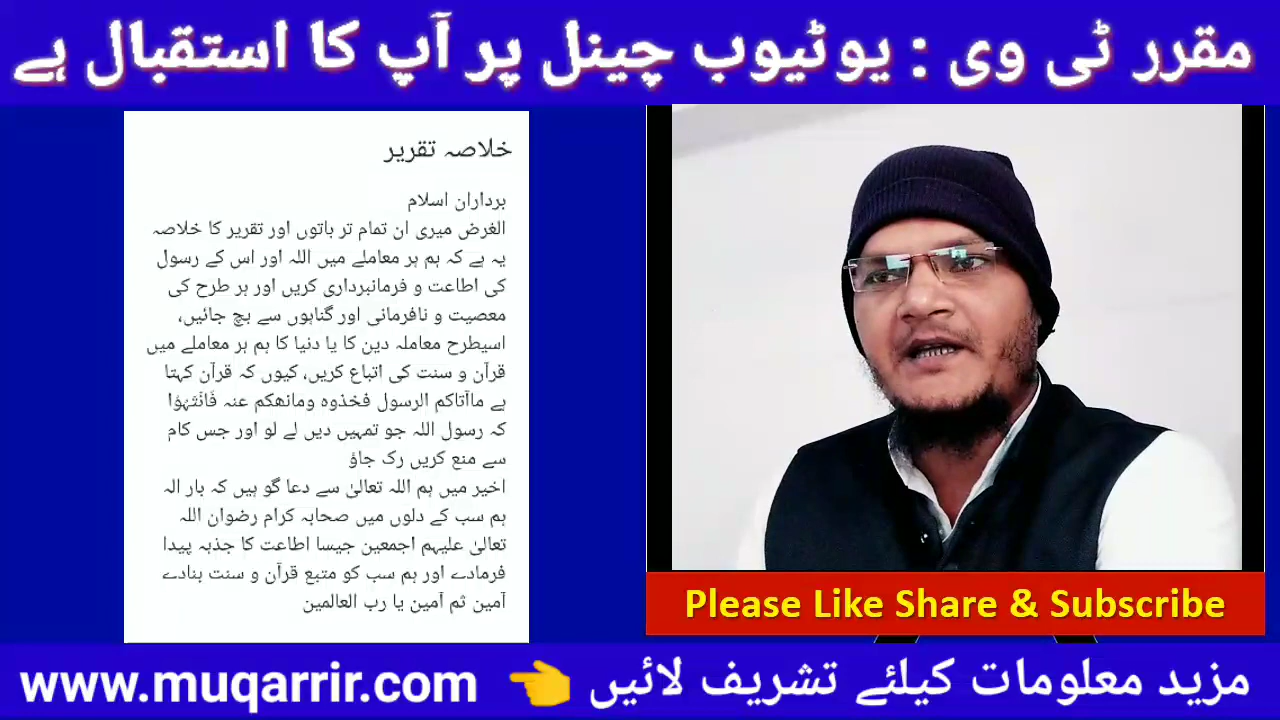 مقرر ٹی وی : یوٹیوب چینل پر آپ کا استقبال ہے
خلاصہ تقریر
برداران اسلام
الغرض میری ان تمام تر باتوں اور تقریر کا خلاصہ
یہ ہے کہ ہم ہر معاملے میں اللہ اور اس کے رسول
کی اطاعت و فرمانبرداری کریں اور ہر طرح کی
معصیت و نافرمانی اور گناہوں سے بچ جائیں،
اسیطرح معاملہ دین کا یا دنیا کا ہم ہر معاملے میں
قرآن و سنت کی اتباع کریں، کیوں کہ قرآن کہتا
ہے ماآتاکم الرسول فخذوہ ومانھکم عنہ فَانْتَہُوْا
کہ رسول اللہ جو تمہیں دیں لے لو اور جس کام
سے منع کریں رک جاؤ
اخیر میں ہم اللہ تعالیٰ سے دعا گو ہیں کہ بار الہ
ہم سب کے دلوں میں صحابہ کرام رضوان اللہ
تعالیٰ علیہم اجمعین جیسا اطاعت کا جذبہ پیدا
فرمادے اور ہم سب کو متبع قرآن و سنت بنادے
آمین ثم آمین یا رب العالمین
Please Like Share & Subscribe
مزید معلومات کیلئے تشریف لائیں 👈 www.muqarrir.com